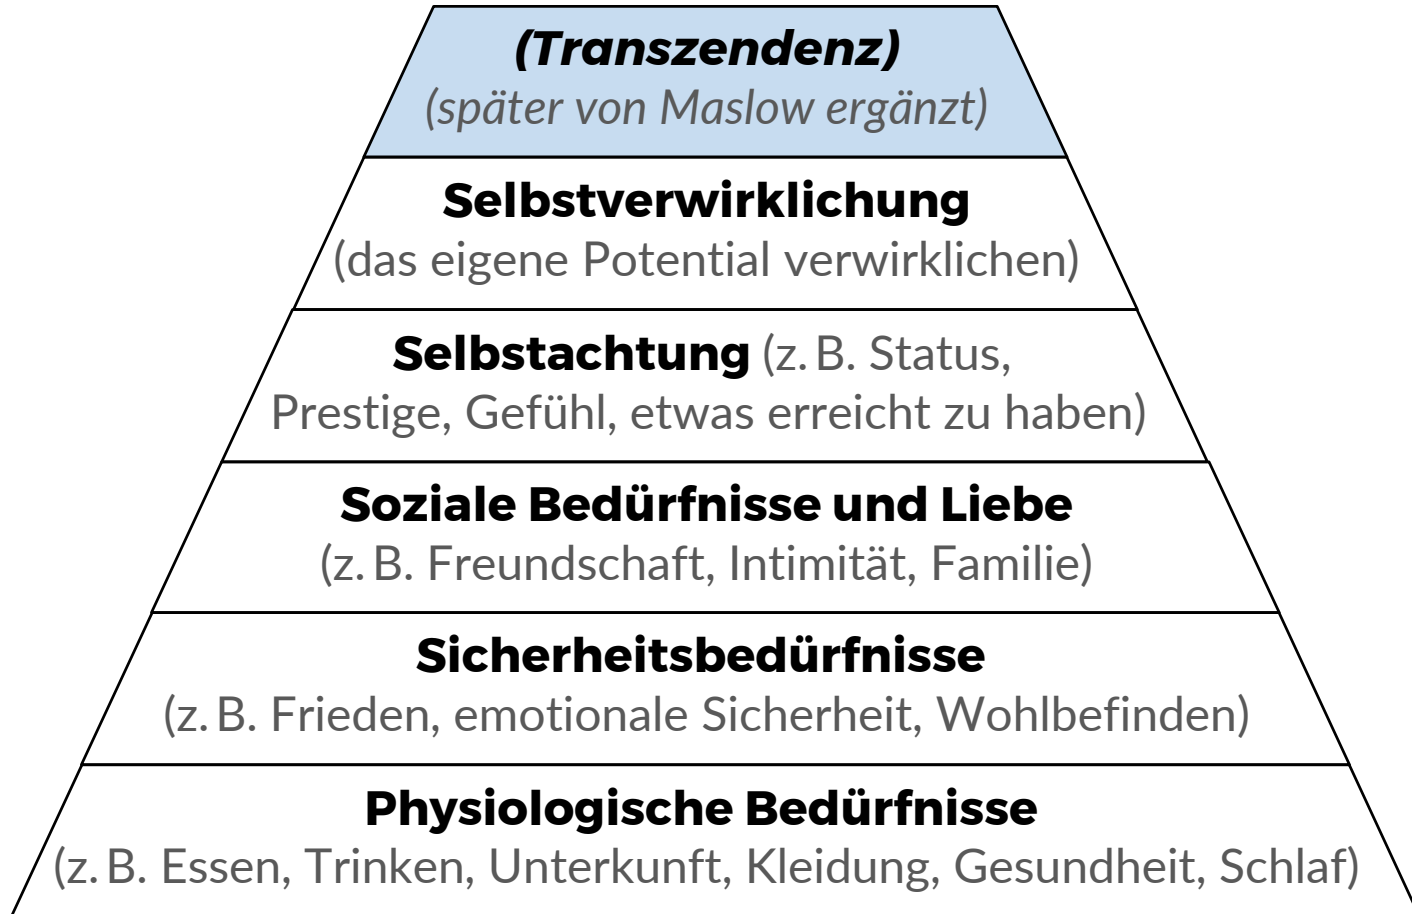 (Transzendenz)
(später von Maslow ergänzt)
Selbstverwirklichung
(das eigene Potential verwirklichen)
Selbstachtung (z. B. Status,
Prestige, Gefühl, etwas erreicht zu haben)
Soziale Bedürfnisse und Liebe
(z. B. Freundschaft, Intimität, Familie)
Sicherheitsbedürfnisse
(z. B. Frieden, emotionale Sicherheit, Wohlbefinden)
Physiologische Bedürfnisse
(z. B. Essen, Trinken, Unterkunft, Kleidung, Gesundheit, Schlaf)